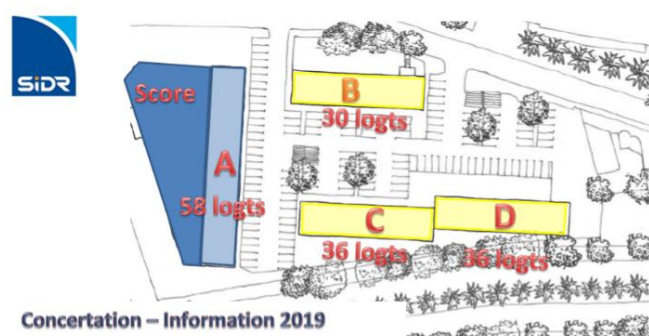 SIDR
Score
A
58 logts
B
30 logts
C
36 logts
D
36 logts
Concertation – Information 2019